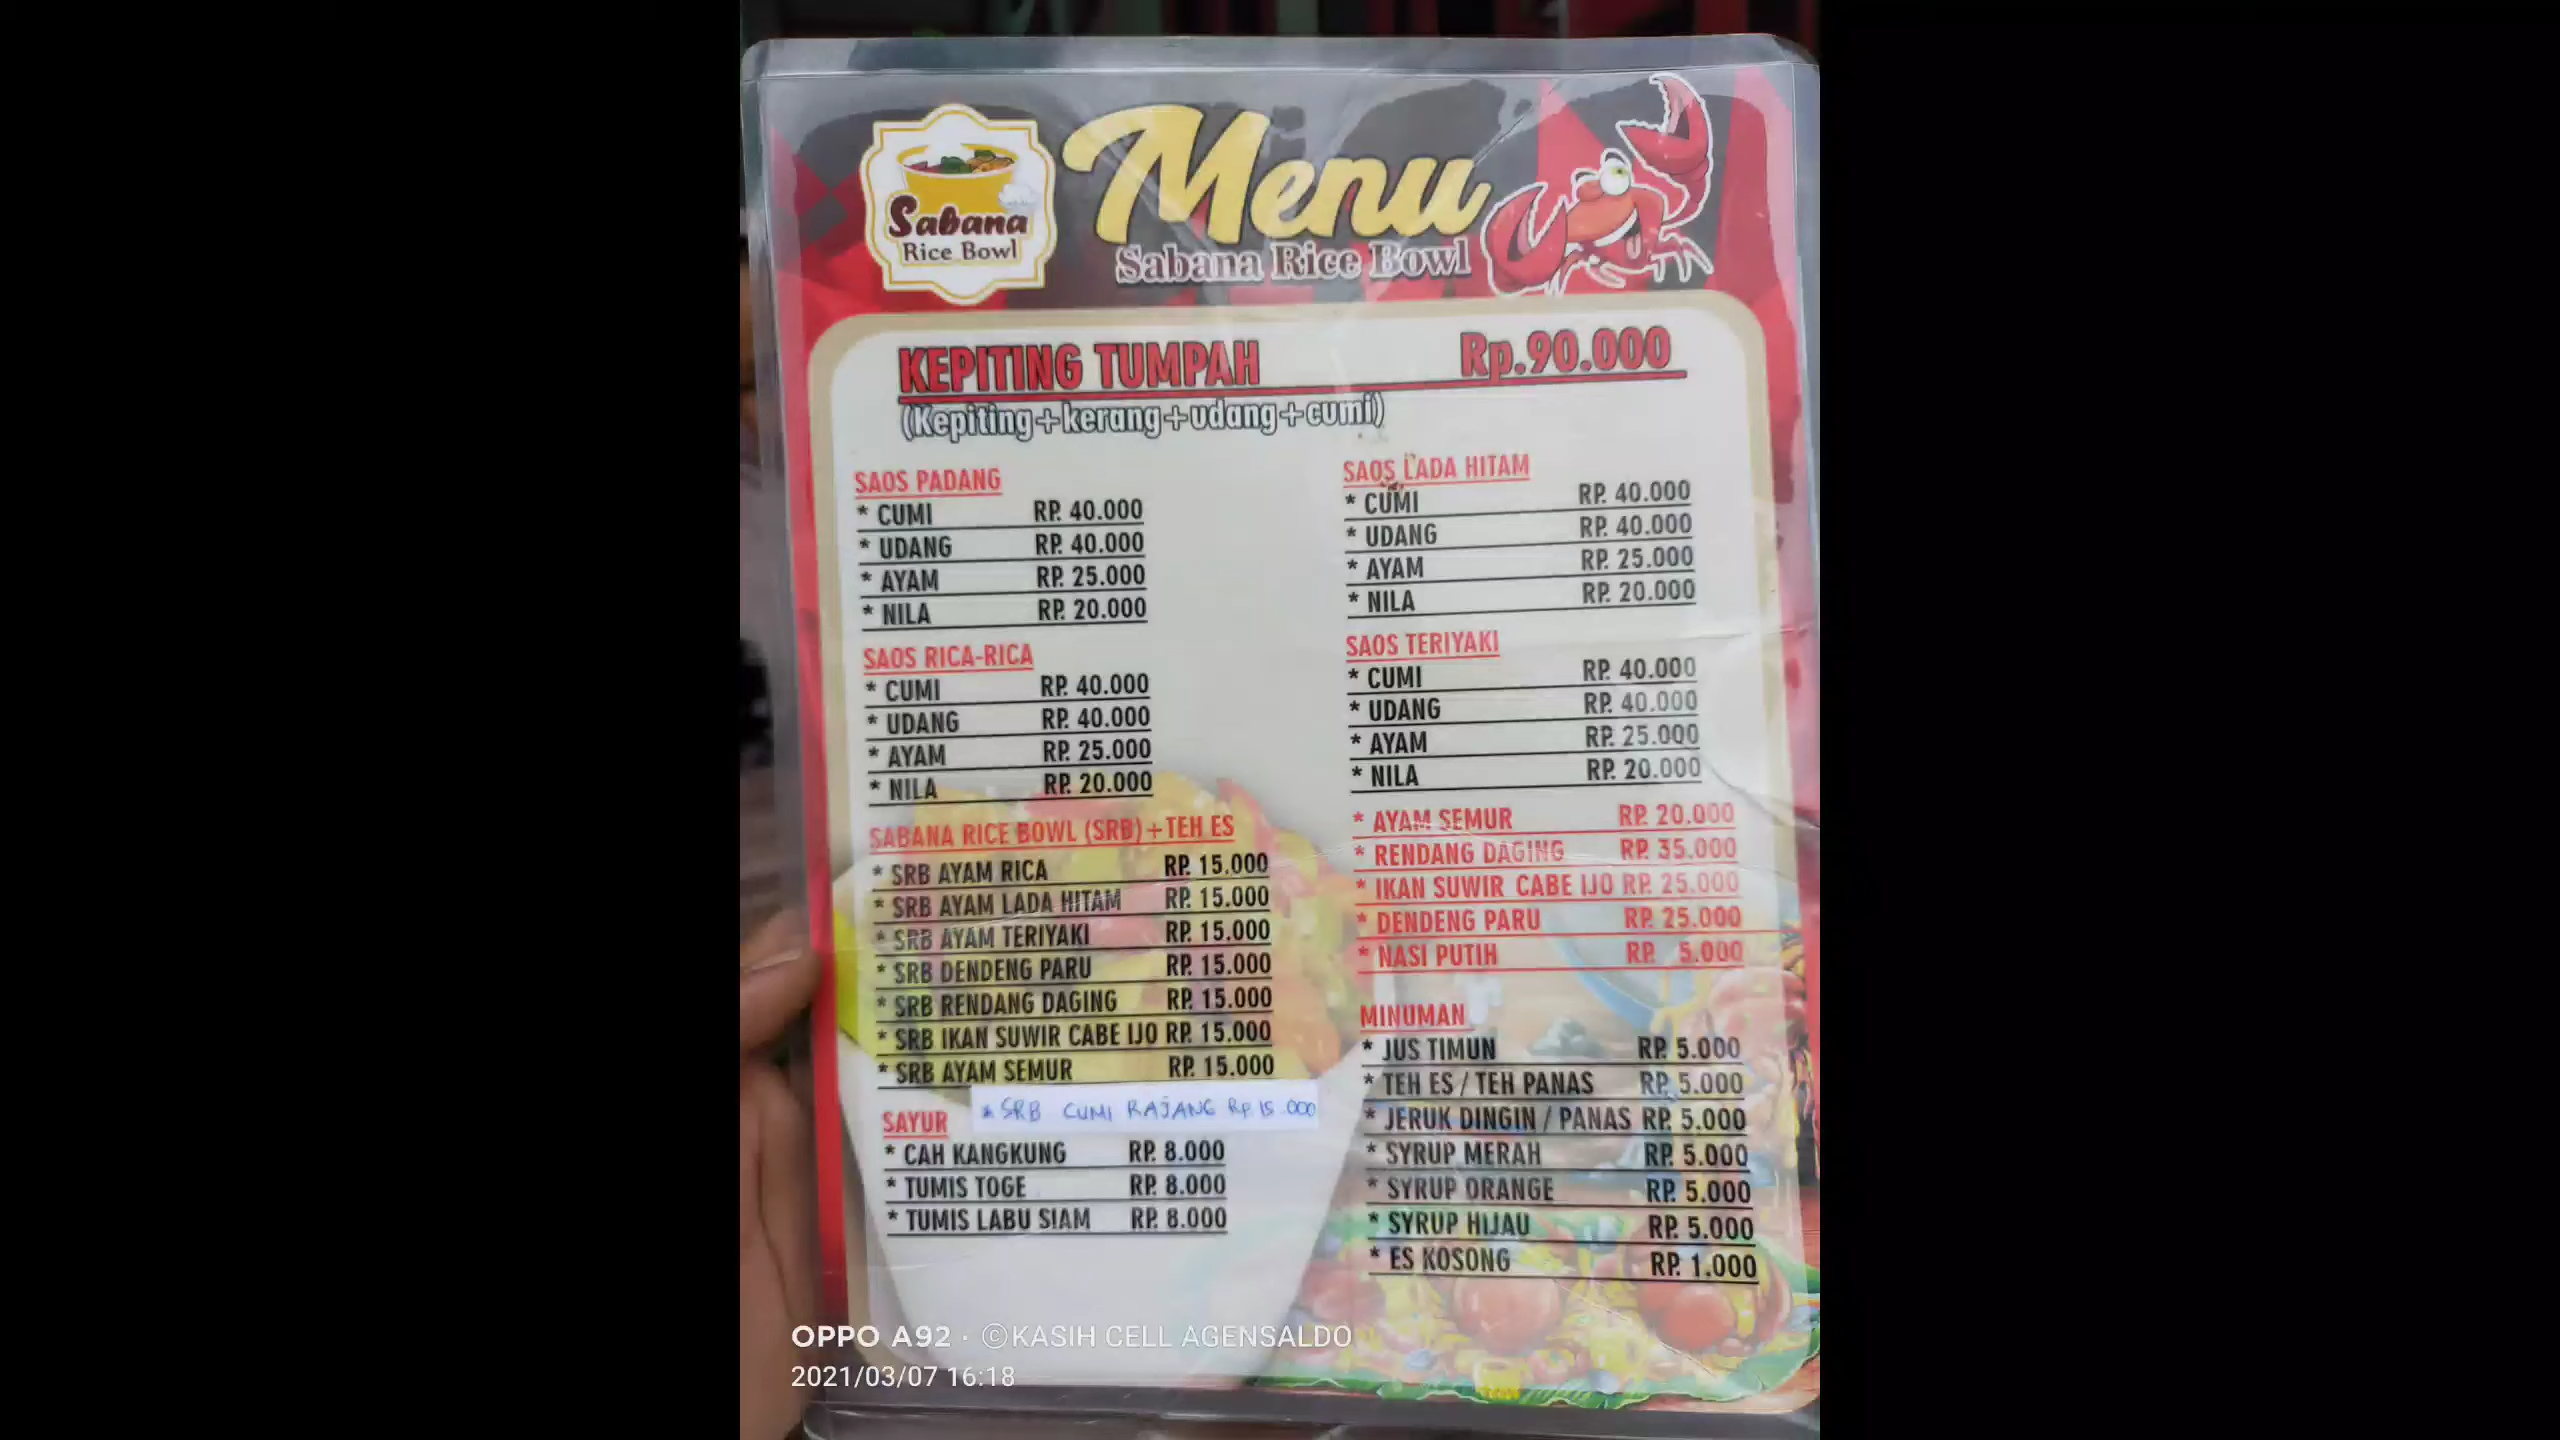 Sabana
Rice Bowl
Menu
Sabana Rice Bowl
KEPITING TUMPAH Rp.90.000
(Kepiting+kerang+udang+cumi)
SAOS PADANG
* CUMI RP. 40.000
* UDANG RP. 40.000
* AYAM RP. 25.000
* NILA RP. 20.000
SAOS RICA-RICA
* CUMI RP. 40.000
* UDANG RP. 40.000
* AYAM RP. 25.000
* NILA RP. 20.000
SABANA RICE BOWL (SRB)+TEH ES
* SRB AYAM RICA RP. 15.000
* SRB AYAM LADA HITAM RP. 15.000
* SRB AYAM TERIYAKI RP. 15.000
* SRB DENDENG PARU RP. 15.000
* SRB RENDANG DAGING RP. 15.000
* SRB IKAN SUWIR CABE IJO RP. 15.000
* SRB AYAM SEMUR RP. 15.000
* SRB CUMI RAJANG Rp 15.000
SAYUR
* CAH KANGKUNG RP. 8.000
* TUMIS TOGE RP. 8.000
* TUMIS LABU SIAM RP. 8.000
SAOS LADA HITAM
* CUMI RP. 40.000
* UDANG RP. 40.000
* AYAM RP. 25.000
* NILA RP. 20.000
SAOS TERIYAKI
* CUMI RP. 40.000
* UDANG RP. 40.000
* AYAM RP. 25.000
* NILA RP. 20.000
* AYAM SEMUR RP. 20.000
* RENDANG DAGING RP. 35.000
* IKAN SUWIR CABE IJO RP. 25.000
* DENDENG PARU RP. 25.000
* NASI PUTIH RP. 5.000
MINUMAN
* JUS TIMUN RP. 5.000
* TEH ES / TEH PANAS RP. 5.000
* JERUK DINGIN / PANAS RP. 5.000
* SYRUP MERAH RP. 5.000
* SYRUP ORANGE RP. 5.000
* SYRUP HIJAU RP. 5.000
* ES KOSONG RP. 1.000
OPPO A92 · ©KASIH CELL AGENSALDO
2021/03/07 16:18